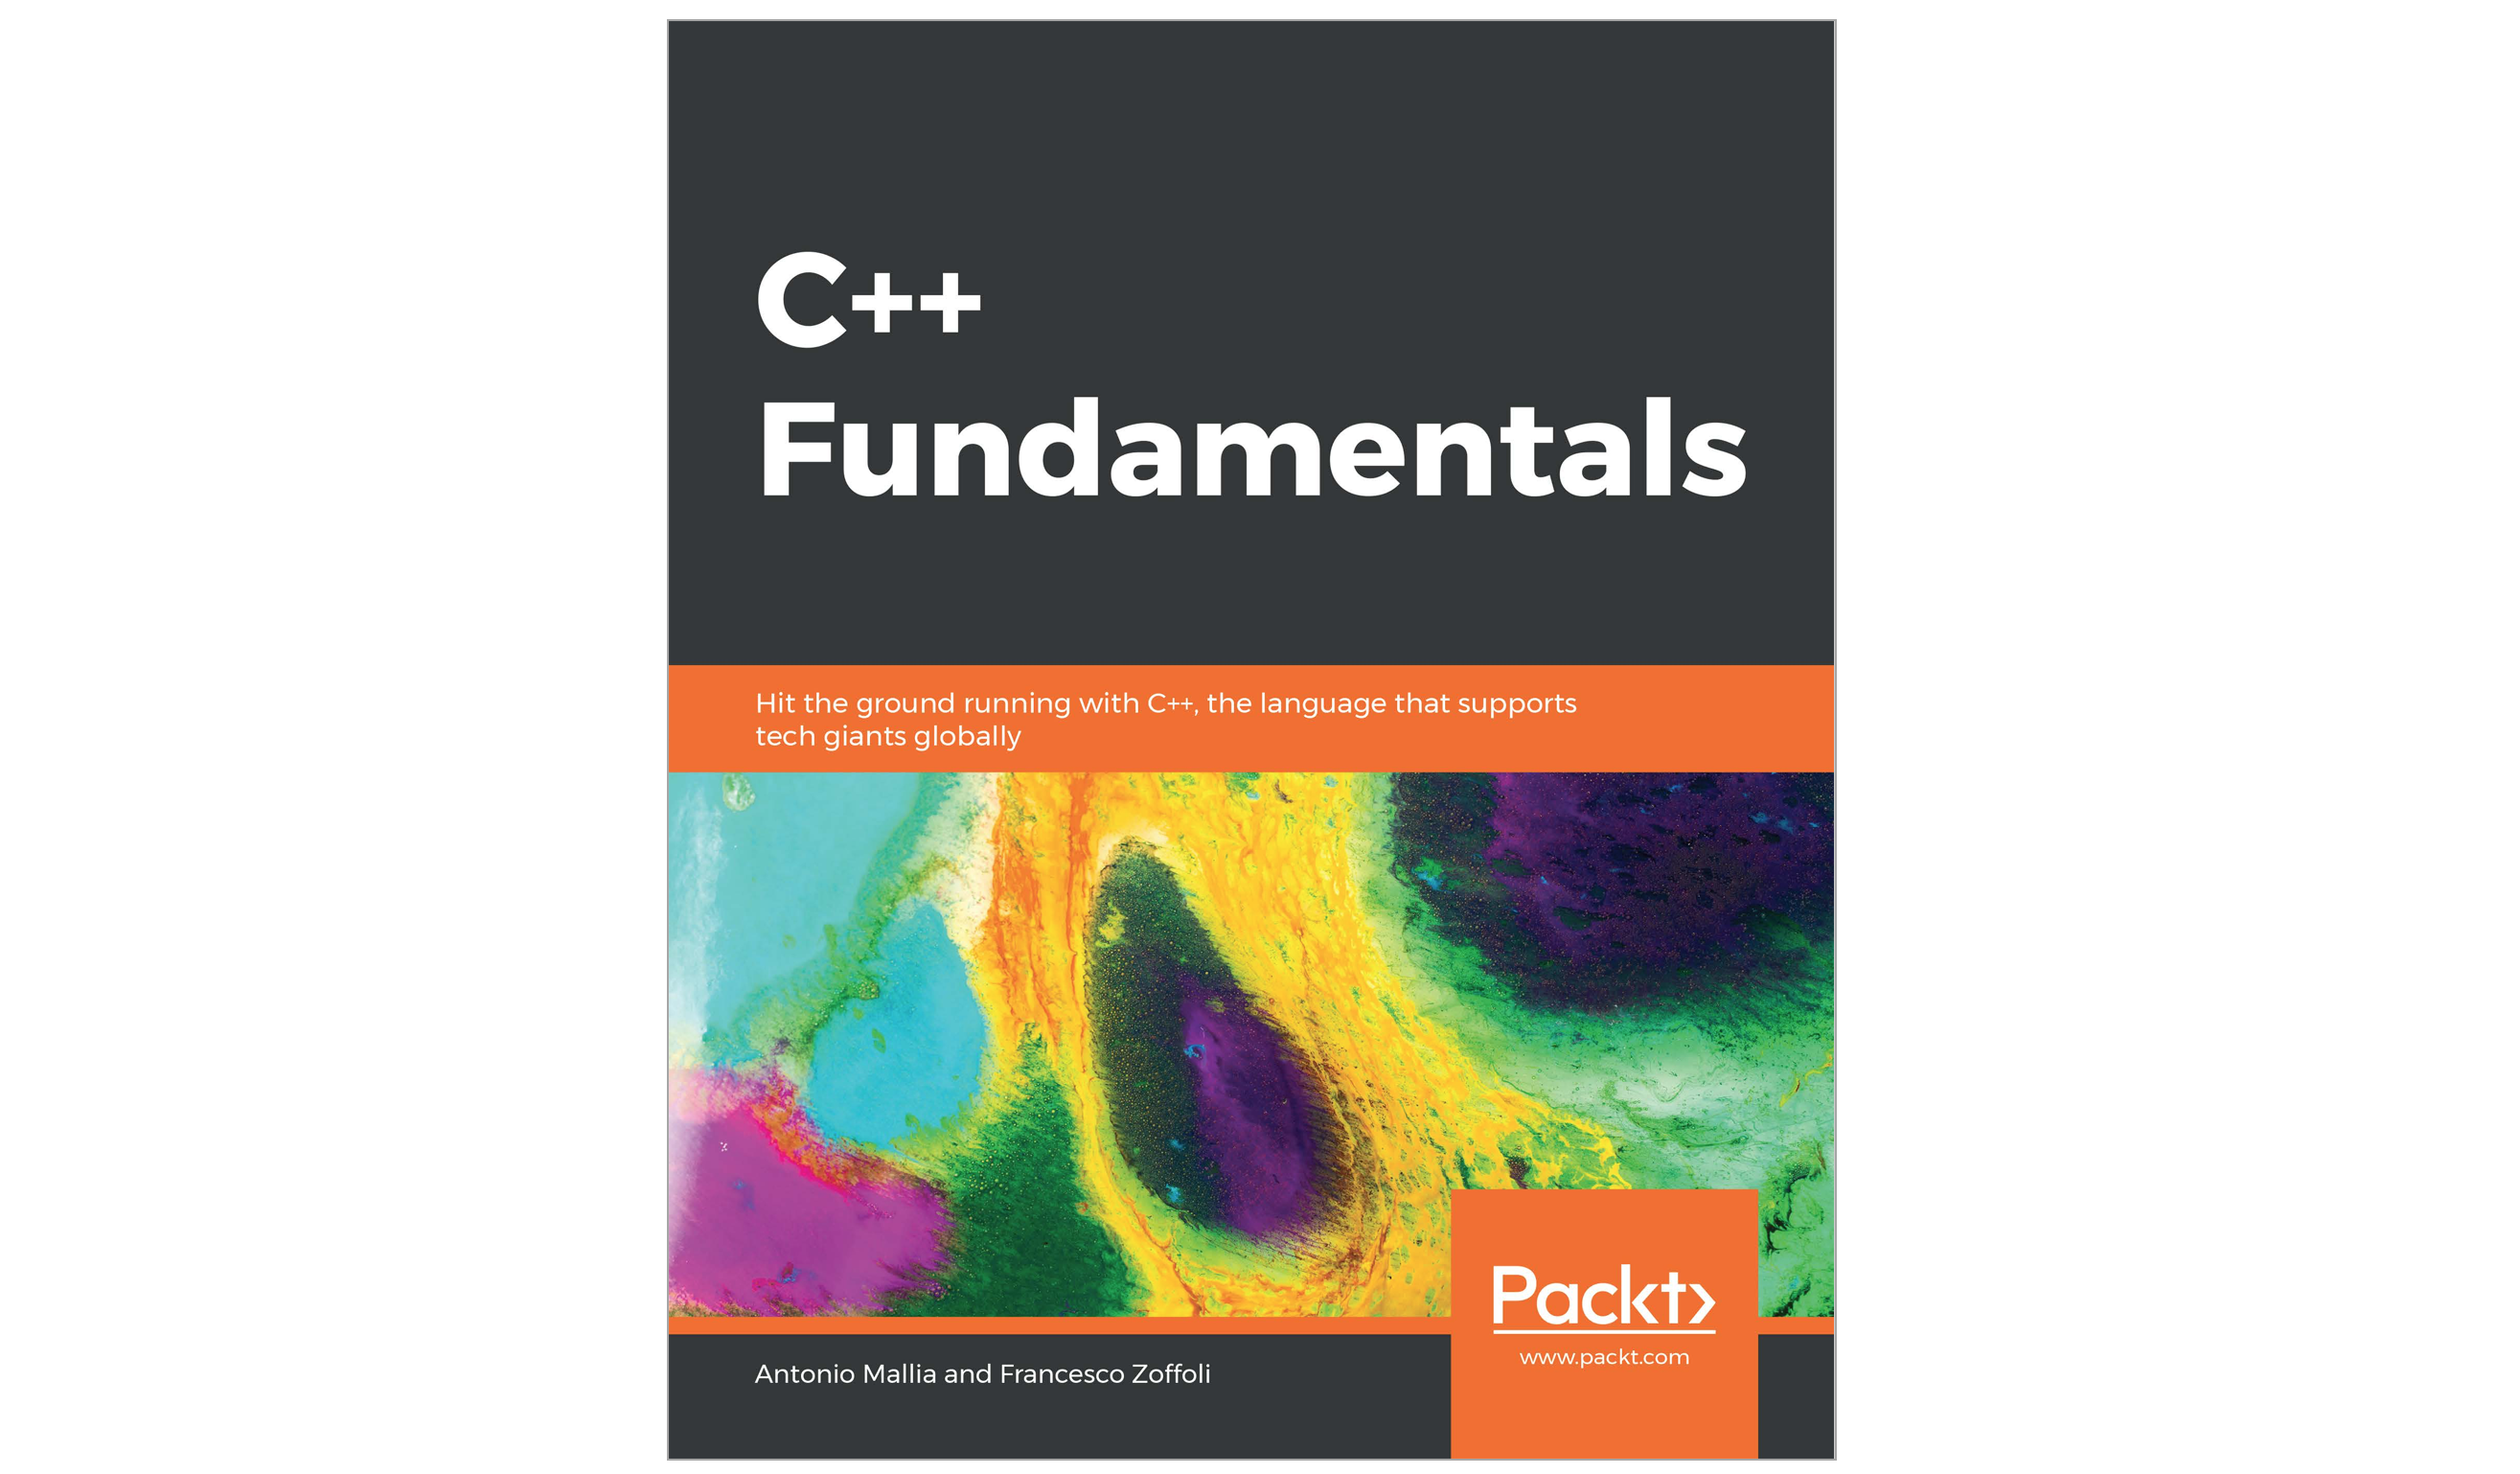 C++
Fundamentals
Hit the ground running with C++, the language that supports
tech giants globally
Packt>
www.packt.com
Antonio Mallia and Francesco Zoffoli